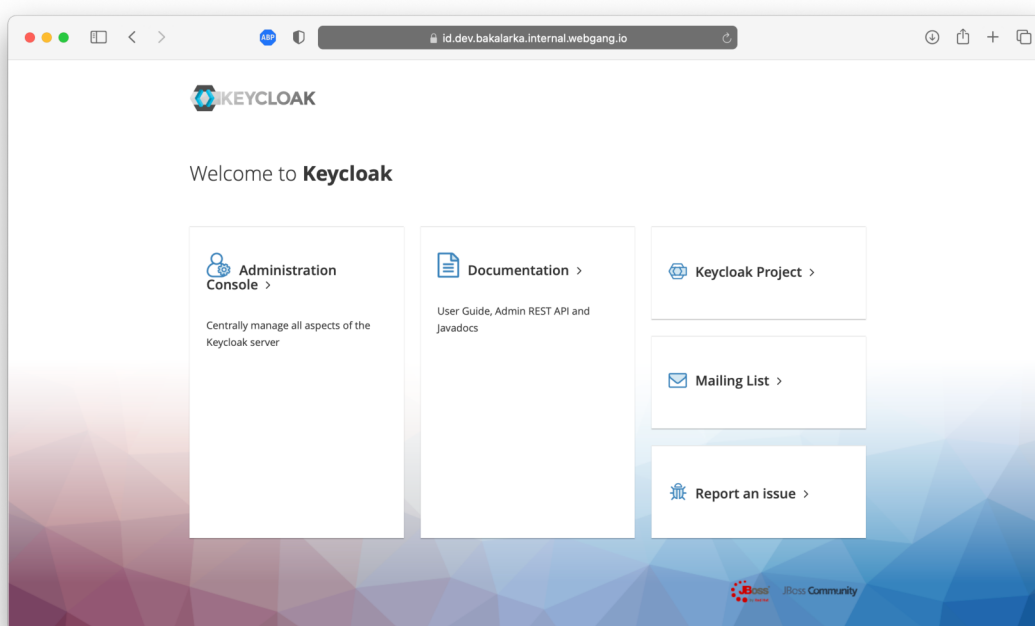 ABP
id.dev.bakalarka.internal.webgang.io
KEYCLOAK
Welcome to Keycloak
Administration
Console >
Centrally manage all aspects of the
Keycloak server
Documentation >
User Guide, Admin REST API and
Javadocs
Keycloak Project >
Mailing List >
Report an issue >
JBoss
JBoss Community